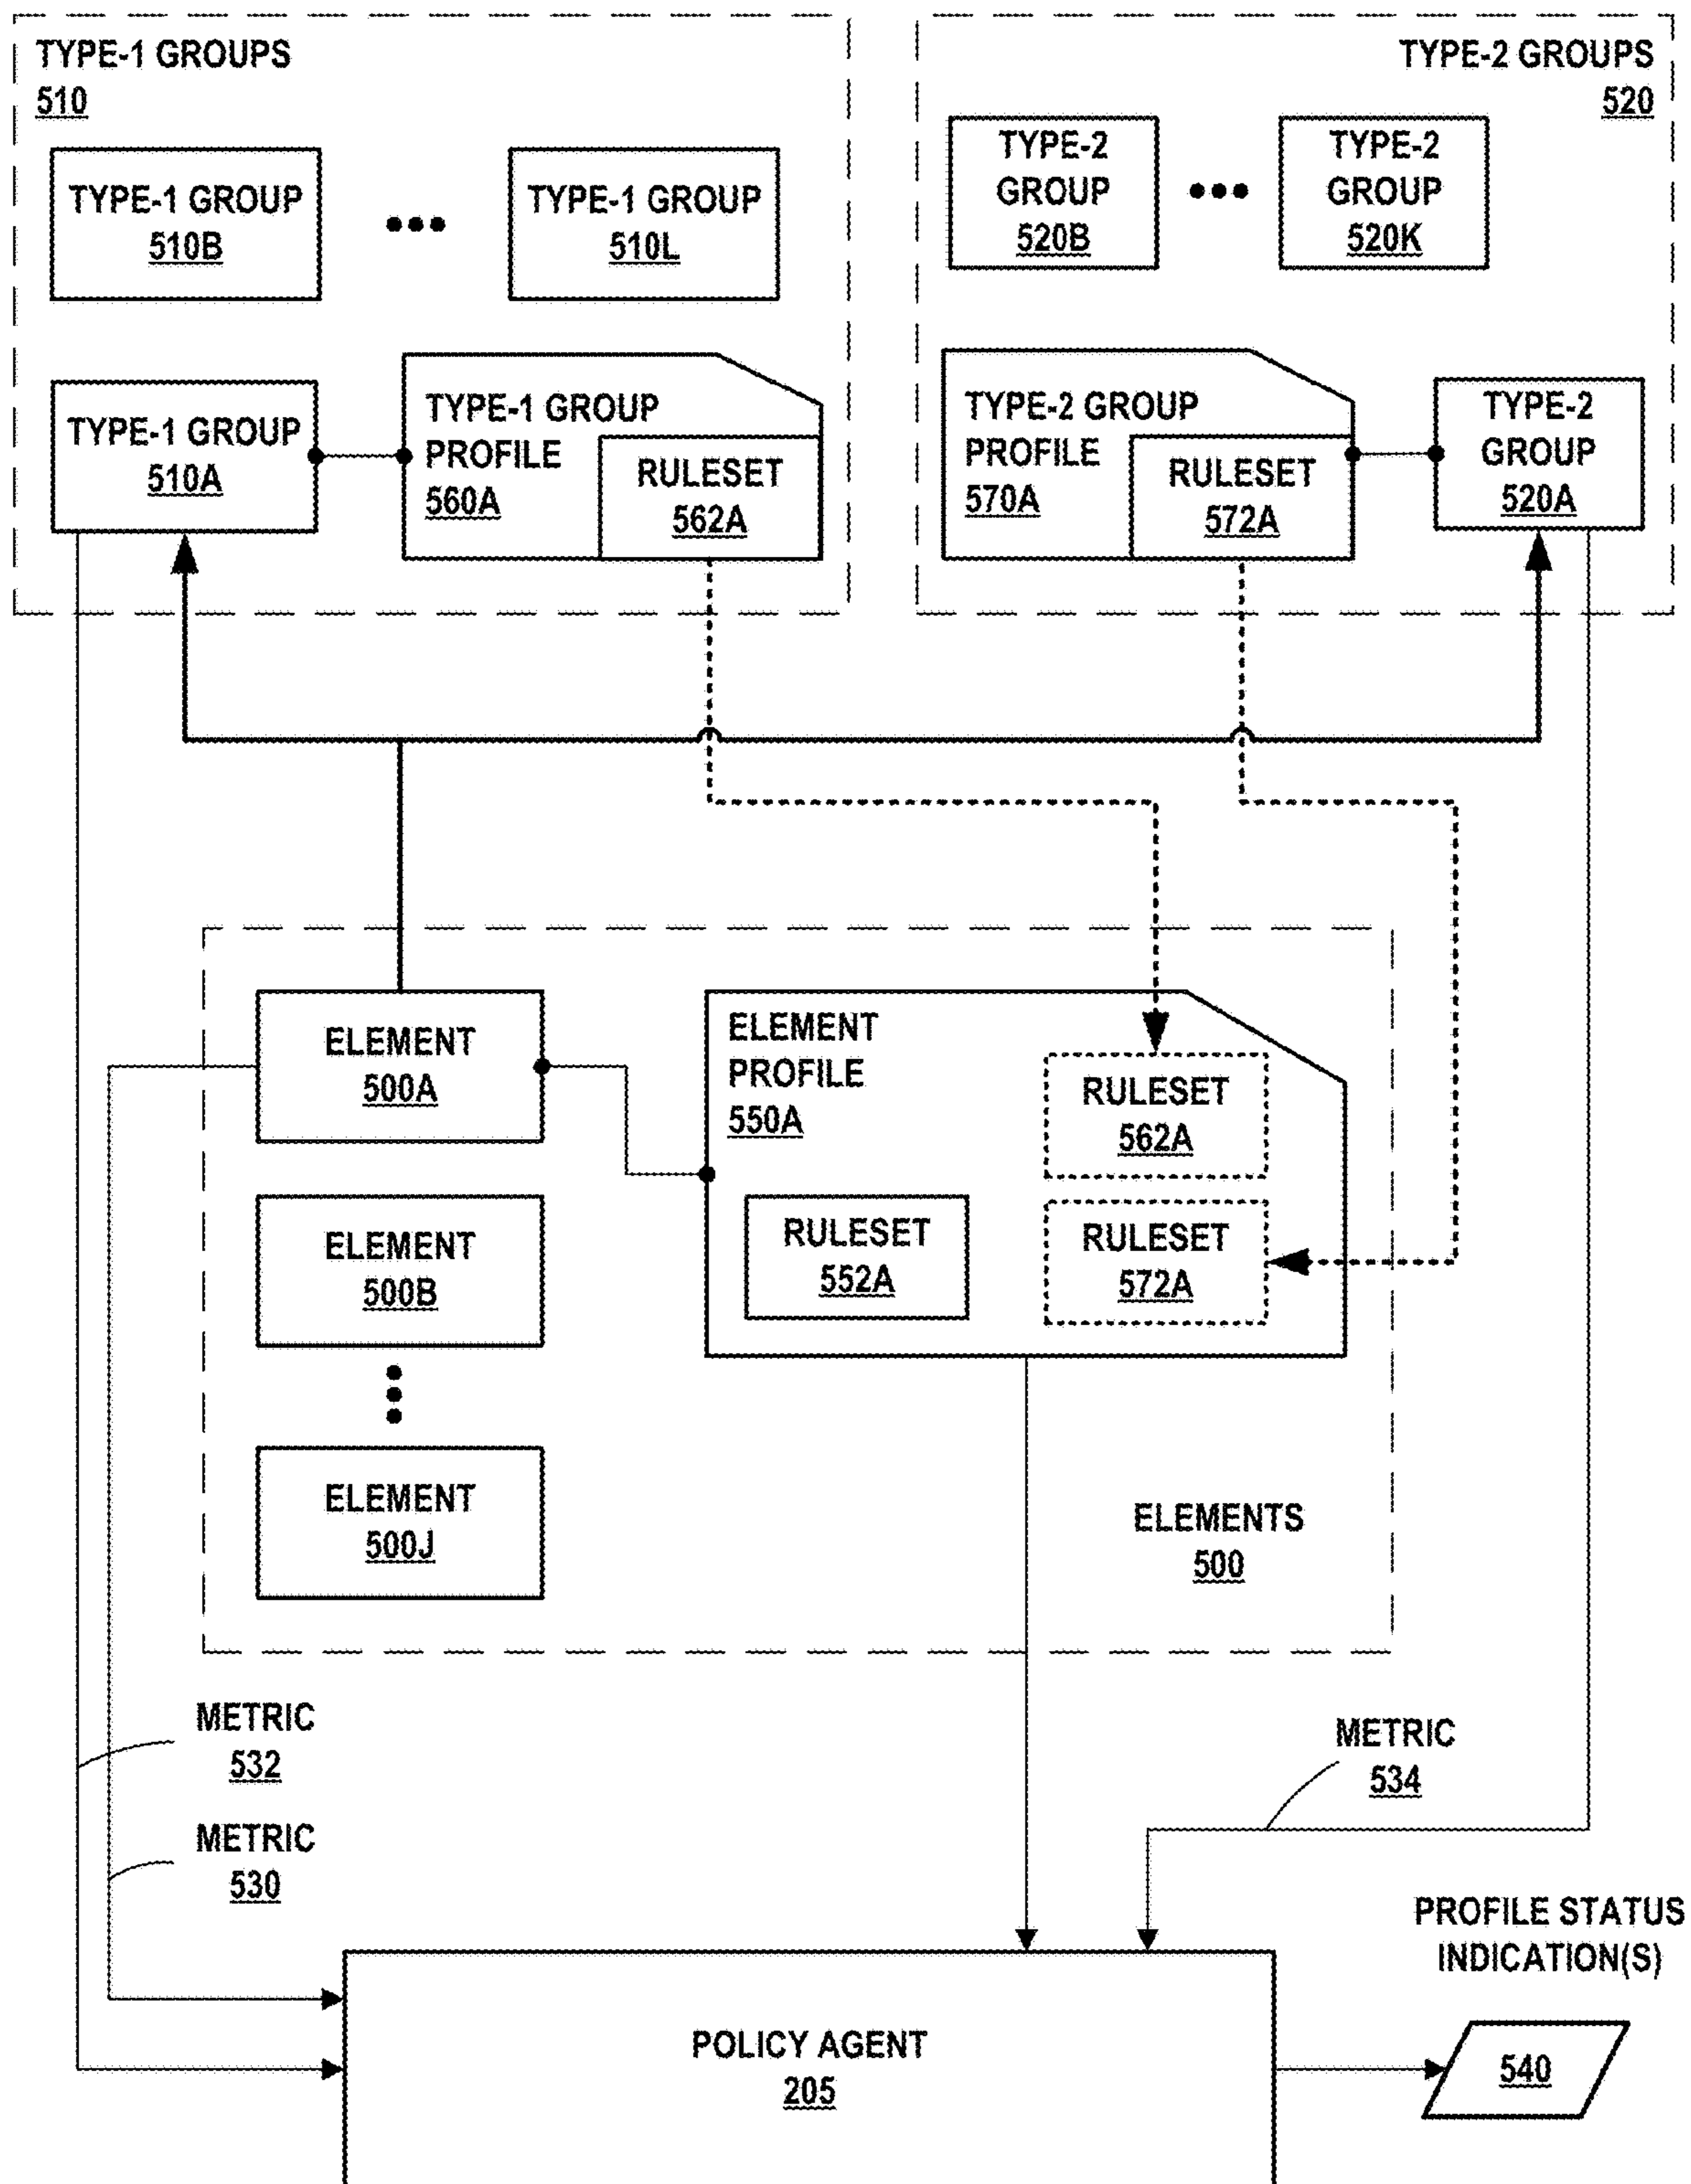 TYPE-1 GROUPS
510
TYPE-2 GROUPS
520
TYPE-1 GROUP
510B
TYPE-1 GROUP
510L
TYPE-2
GROUP
520B
TYPE-2
GROUP
520K
TYPE-1 GROUP
510A
TYPE-1 GROUP
PROFILE
560A
RULESET
562A
TYPE-2 GROUP
PROFILE
570A
RULESET
572A
TYPE-2
GROUP
520A
ELEMENT
500A
ELEMENT
PROFILE
550A
RULESET
562A
RULESET
552A
RULESET
572A
ELEMENT
500B
ELEMENT
500J
ELEMENTS
500
METRIC
532
METRIC
534
METRIC
530
PROFILE STATUS
INDICATION(S)
POLICY AGENT
205
540